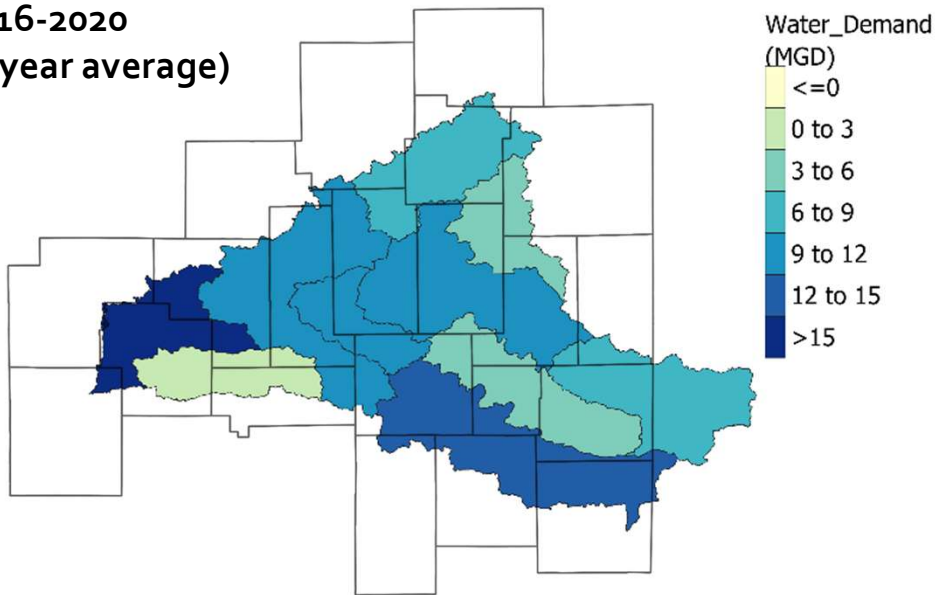 16-2020
year average)
Water_Demand
(MGD)
<=0
0 to 3
3 to 6
6 to 9
9 to 12
12 to 15
>15